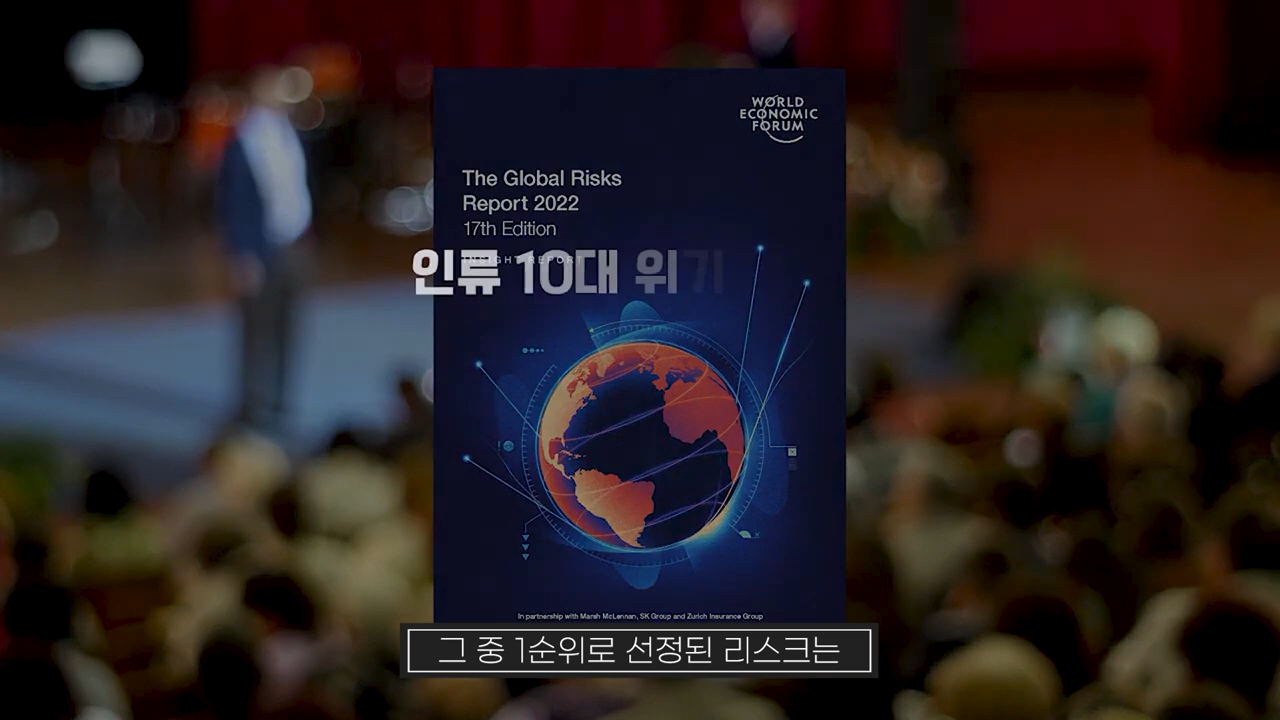 WORLD
ECONOMIC
FORUM
The Global Risks
Report 2022
17th Edition
INSIGHT REPORT
인류 10대 위기
In partnership with Marsh McLennan, SK Group and Zurich Insurance Group
그 중 1순위로 선정된 리스크는